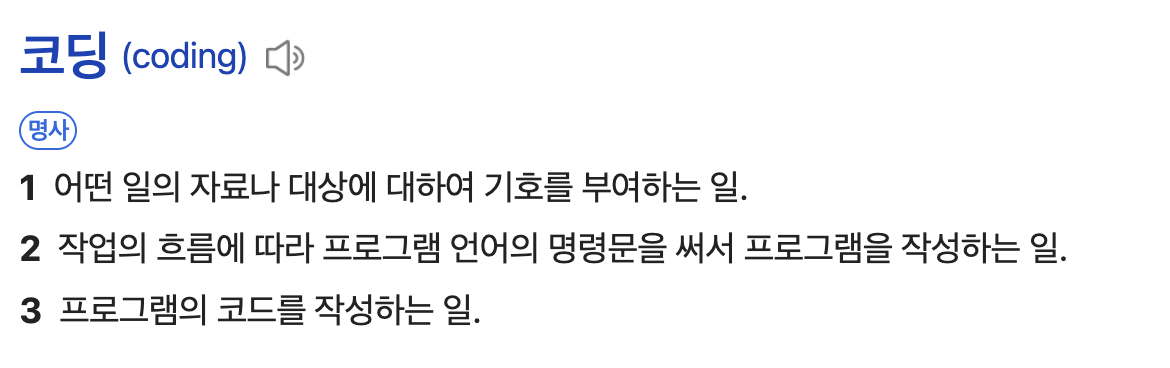 코딩 (coding)
명사
1 어떤 일의 자료나 대상에 대하여 기호를 부여하는 일.
2 작업의 흐름에 따라 프로그램 언어의 명령문을 써서 프로그램을 작성하는 일.
3 프로그램의 코드를 작성하는 일.